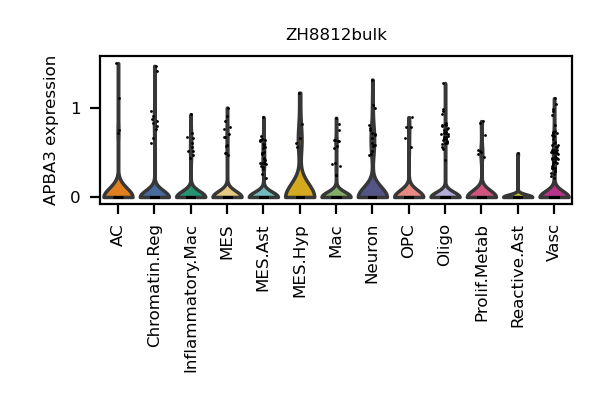 ZH8812bulk
APBA3 expression
1
0
AC
Chromatin.Reg
Inflammatory.Mac
MES
MES.Ast
MES.Hyp
Mac
Neuron
OPC
Oligo
Prolif.Metab
Reactive.Ast
Vasc